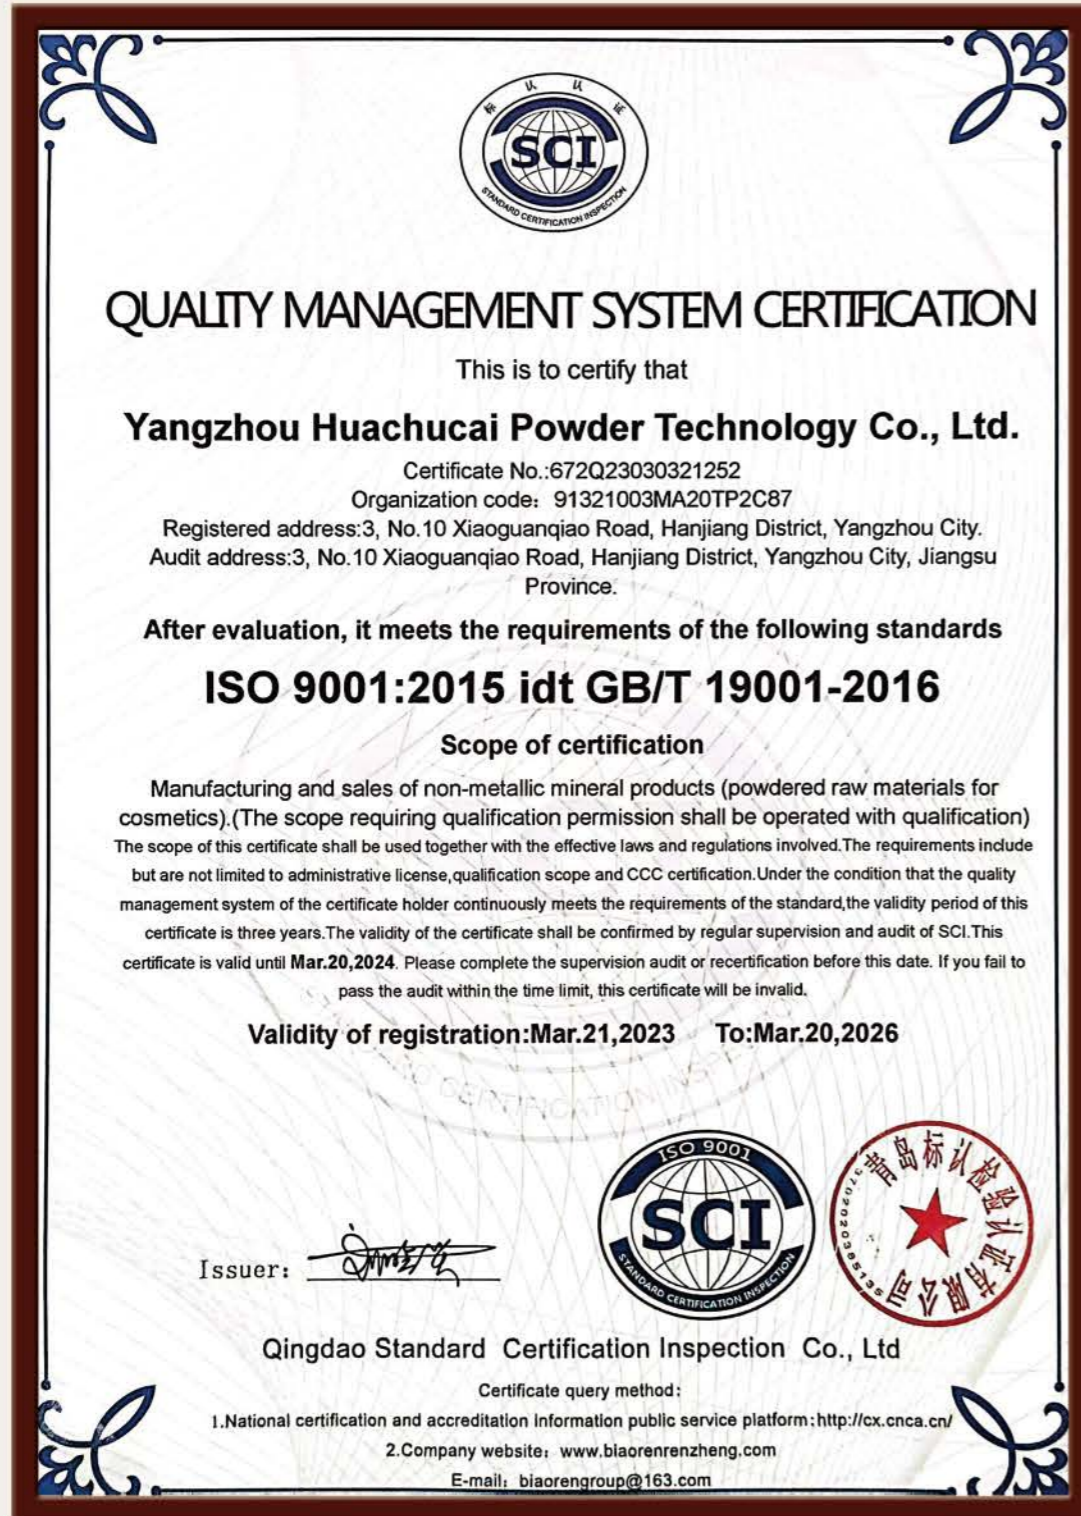 标认认证
SCI
STANDARD CERTIFICATION INSPECTION
QUALITY MANAGEMENT SYSTEM CERTIFICATION
This is to certify that
Yangzhou Huachucai Powder Technology Co., Ltd.
Certificate No.:672Q23030321252
Organization code：91321003MA20TP2C87
Registered address:3, No.10 Xiaoguanqiao Road, Hanjiang District, Yangzhou City.
Audit address:3, No.10 Xiaoguanqiao Road, Hanjiang District, Yangzhou City, Jiangsu
Province.
After evaluation, it meets the requirements of the following standards
ISO 9001:2015 idt GB/T 19001-2016
Scope of certification
Manufacturing and sales of non-metallic mineral products (powdered raw materials for
cosmetics).(The scope requiring qualification permission shall be operated with qualification)
The scope of this certificate shall be used together with the effective laws and regulations involved.The requirements include
but are not limited to administrative license,qualification scope and CCC certification.Under the condition that the quality
management system of the certificate holder continuously meets the requirements of the standard,the validity period of this
certificate is three years.The validity of the certificate shall be confirmed by regular supervision and audit of SCI.This
certificate is valid until Mar.20,2024. Please complete the supervision audit or recertification before this date. If you fail to
pass the audit within the time limit, this certificate will be invalid.
Validity of registration:Mar.21,2023 To:Mar.20,2026
CERTIFICATION INS
ISO 9001
SCI
STANDARD CERTIFICATION INSPECTION
青岛标认检验认证有限公司
3702020385135
Issuer:
Qingdao Standard Certification Inspection Co., Ltd
Certificate query method:
1.National certification and accreditation Information public service platform:http://cx.cnca.cn/
2.Company website：www.biaorenrenzheng.com
E-mail：biaorengroup@163.com